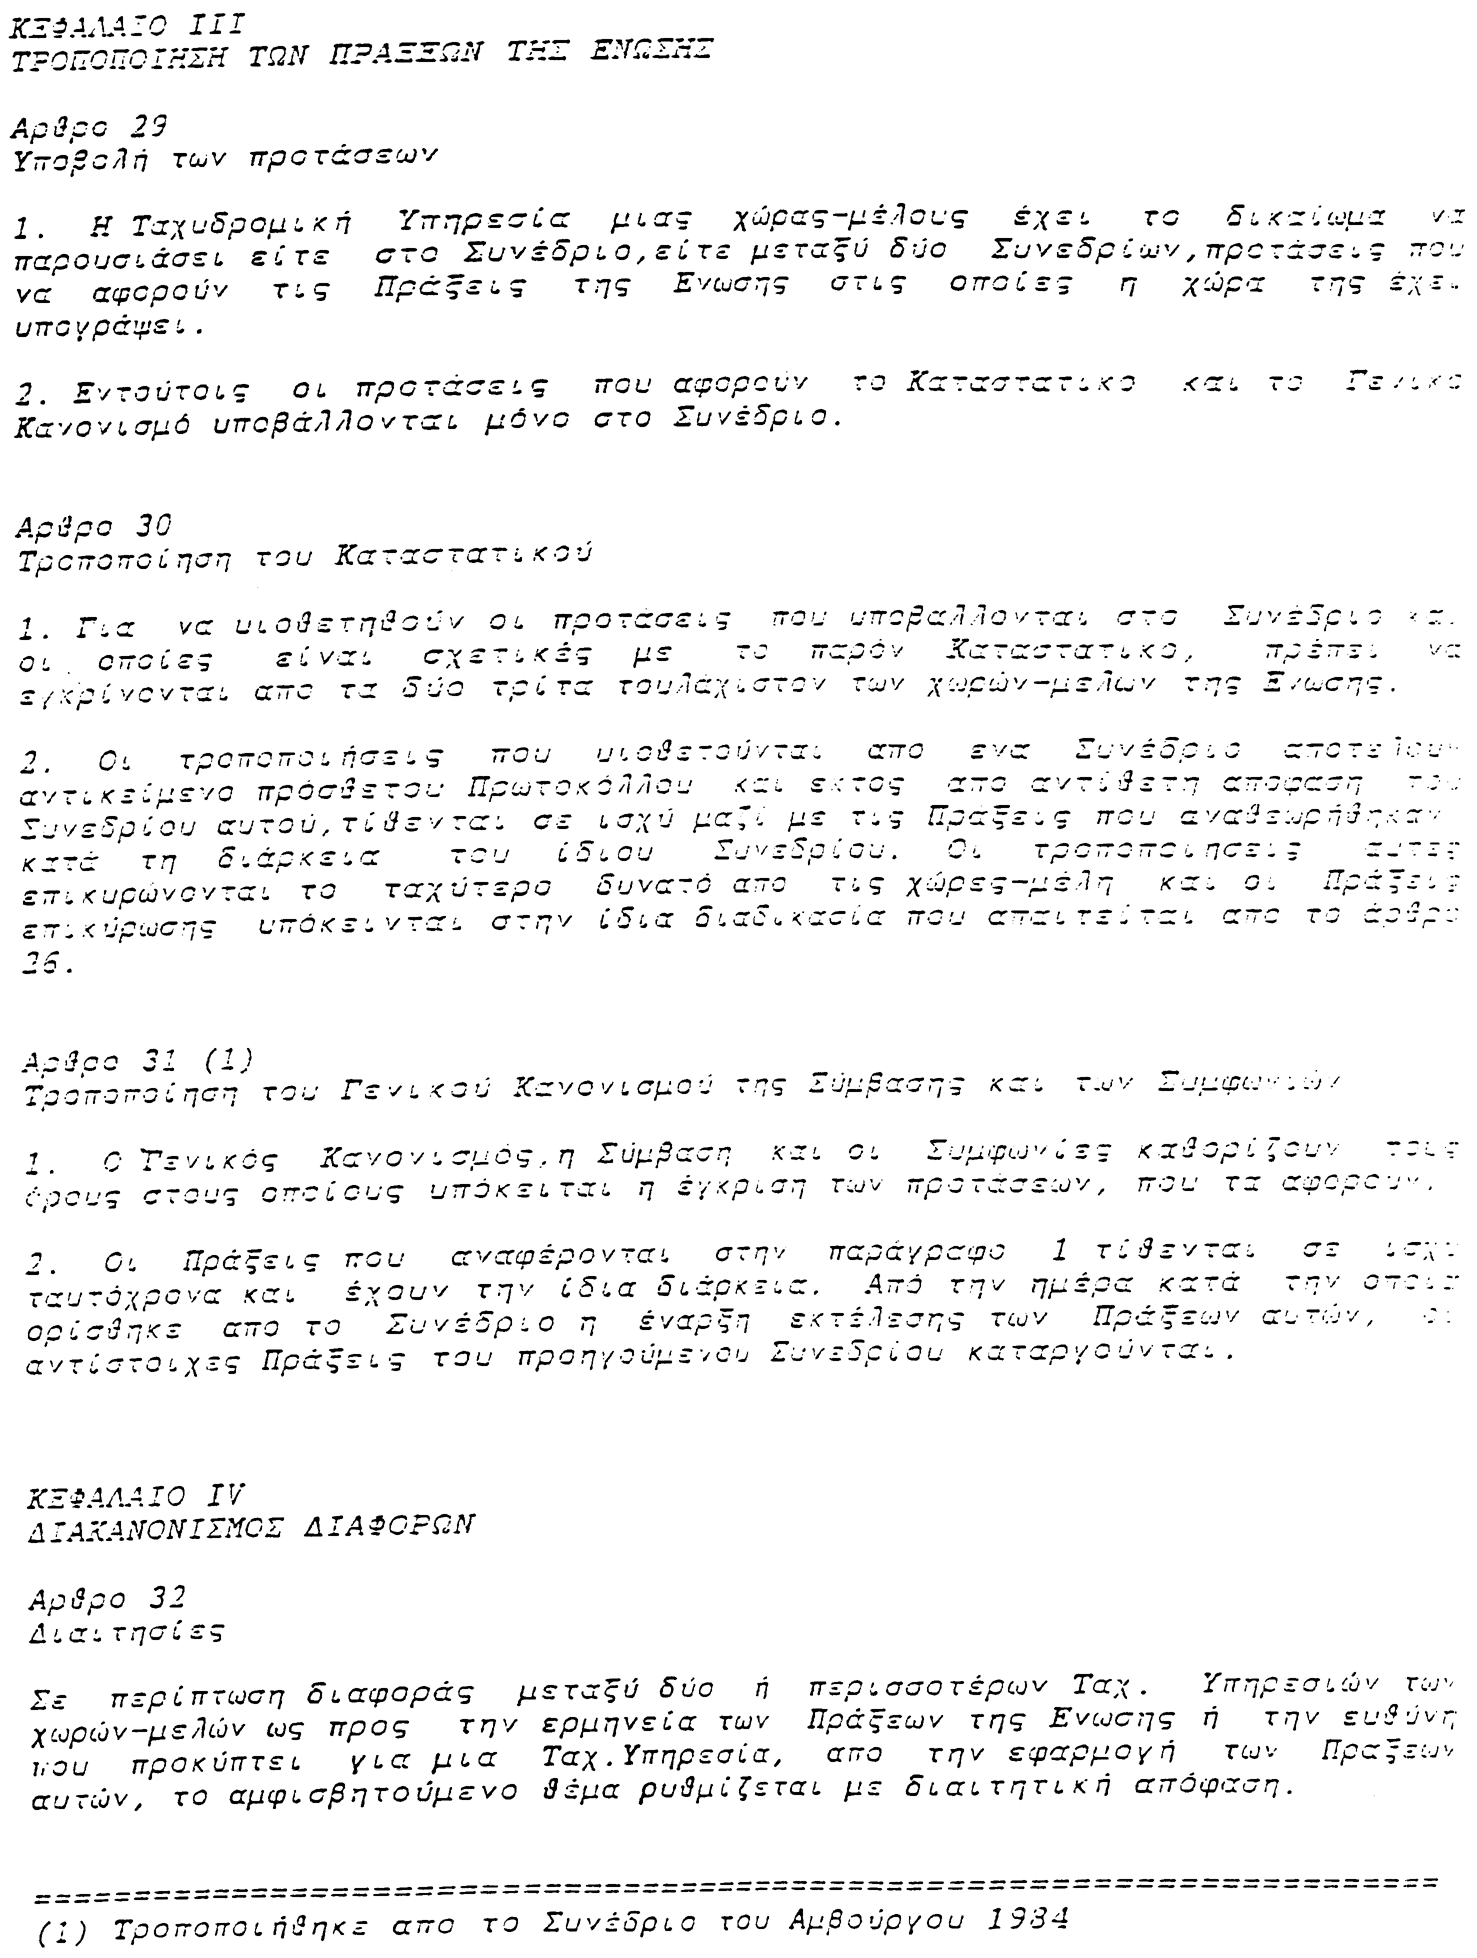 ΚΕΦΑΛΑΙΟ III
ΤΡΟΠΟΠΟΙΗΣΗ ΤΩΝ ΠΡΑΞΕΩΝ ΤΗΣ ΕΝΩΣΗΣ
Αρθρο 29
Υποβολή των προτάσεων
1. Η Ταχυδρομική Υπηρεσία μιας χώρας-μέλους έχει το δικαίωμα να
παρουσιάσει είτε στο Συνέδριο,είτε μεταξύ δύο Συνεδρίων,προτάσεις που
να αφορούν τις Πράξεις της Ενωσης στις οποίες η χώρα της έχει
υπογράψει.
2. Εντούτοις οι προτάσεις που αφορούν το Καταστατικο και το Γενικο
Κανονισμό υποβάλλονται μόνο στο Συνέδριο.
Αρθρο 30
Τροποποίηση του Καταστατικού
1. Για να υιοθετηθούν οι προτάσεις που υποβάλλονται στο Συνέδριο και
οι οποίες είναι σχετικές με το παρόν Καταστατικο, πρέπει να
εγκρίνονται απο τα δύο τρίτα τουλάχιστον των χωρών-μελων της Ενωσης.
2. Οι τροποποιήσεις που υιοθετούνται απο ενα Συνέδριο αποτελουν
αντικείμενο πρόσθετου Πρωτοκόλλου και εκτος απο αντίθετη αποφαση του
Συνεδρίου αυτού,τίθενται σε ισχύ μαζί με τις Πράξεις που αναθεωρήθηκαν
κατά τη διάρκεια του ίδιου Συνεδρίου. Οι τροποποιησεις αυτες
επικυρώνονται το ταχύτερο δυνατό απο τις χώρες-μέλη και οι Πράξεις
επικύρωσης υπόκεινται στην ίδια διαδικασία που απαιτείται απο το άρθρο
26.
Αρθρο 31 (1)
Τροποποίηση του Γενικού Κανονισμού της Σύμβασης και των Συμφωνιών
1. Ο Γενικός Κανονισμός,η Σύμβαση και οι Συμφωνίες καθορίζουν τους
όρους στους οποίους υπόκειται η έγκριση των προτάσεων, που τα αφορουν.
2. Οι Πράξεις που αναφέρονται στην παράγραφο 1 τίθενται σε ισχυ
ταυτόχρονα και έχουν την ίδια διάρκεια. Από την ημέρα κατά την οποια
ορίσθηκε απο το Συνέδριο η έναρξη εκτέλεσης των Πράξεων αυτών, οι
αντίστοιχες Πράξεις του προηγούμενου Συνεδρίου καταργούνται.
ΚΕΦΑΛΑΙΟ IV
ΔΙΑΚΑΝΟΝΙΣΜΟΣ ΔΙΑΦΟΡΩΝ
Αρθρο 32
Διαιτησίες
Σε περίπτωση διαφοράς μεταξύ δύο ή περισσοτέρων Ταχ. Υπηρεσιών των
χωρών-μελών ως προς την ερμηνεία των Πράξεων της Ενωσης ή την ευθύνη
που προκύπτει για μια Ταχ.Υπηρεσία, απο την εφαρμογή των Πραξεων
αυτών, το αμφισβητούμενο θέμα ρυθμίζεται με διαιτητική απόφαση.
======================================================================
(1) Τροποποιήθηκε απο το Συνέδριο του Αμβούργου 1984